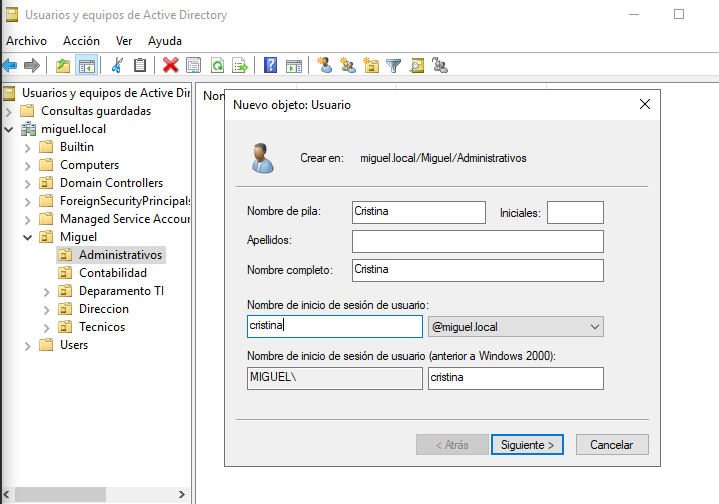 Usuarios y equipos de Active Directory
Archivo Acción Ver Ayuda
Usuarios y equipos de Active Direc
Consultas guardadas
miguel.local
Builtin
Computers
Domain Controllers
ForeignSecurityPrincipals
Managed Service Accour
Miguel
Administrativos
Contabilidad
Deparamento TI
Direccion
Tecnicos
Users
Nom
Nuevo objeto: Usuario
Crear en: miguel.local/Miguel/Administrativos
Nombre de pila: Cristina Iniciales:
Apellidos:
Nombre completo: Cristina
Nombre de inicio de sesión de usuario:
cristina @miguel.local
Nombre de inicio de sesión de usuario (anterior a Windows 2000):
MIGUEL\ cristina
< Atrás Siguiente > Cancelar